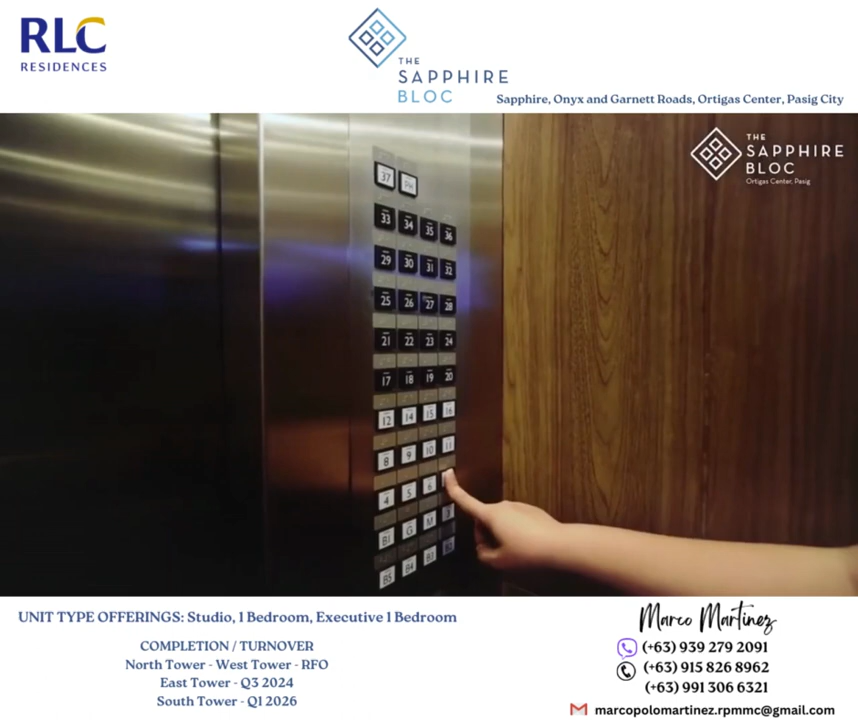 RLC
RESIDENCES
THE
SAPPHIRE
BLOC
Sapphire, Onyx and Garnett Roads, Ortigas Center, Pasig City
THE
SAPPHIRE
BLOC
Ortigas Center, Pasig
37 PH
33 34 35 36
29 30 31 32
25 26 27 28
21 22 23 24
17 18 19 20
12 14 15 16
8 9 10 11
4 5 6
B1 G M
B5 B4 B3
UNIT TYPE OFFERINGS: Studio, 1 Bedroom, Executive 1 Bedroom
COMPLETION / TURNOVER
North Tower - West Tower - RFO
East Tower - Q3 2024
South Tower - Q1 2026
Marco Martinez
(+63) 939 279 2091
(+63) 915 826 8962
(+63) 991 306 6321
marcopolomartinez.rpmmc@gmail.com